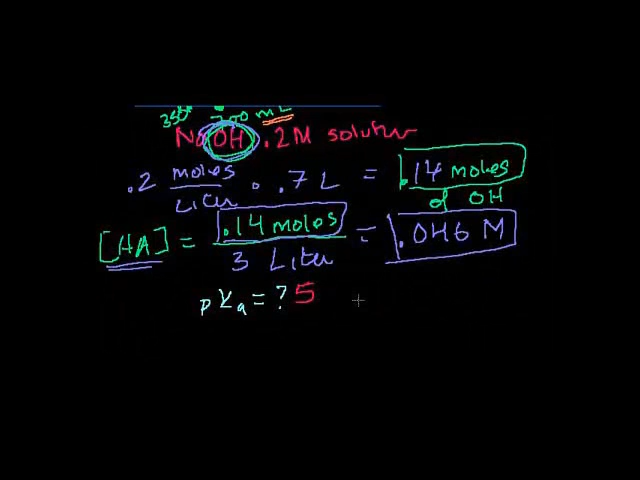 350 700 mL
NaOH .2M solution
.2 moles/Liter · .7 L = .14 moles of OH
[HA] = .14 moles / 3 Liter = .046 M
pKa = ? 5